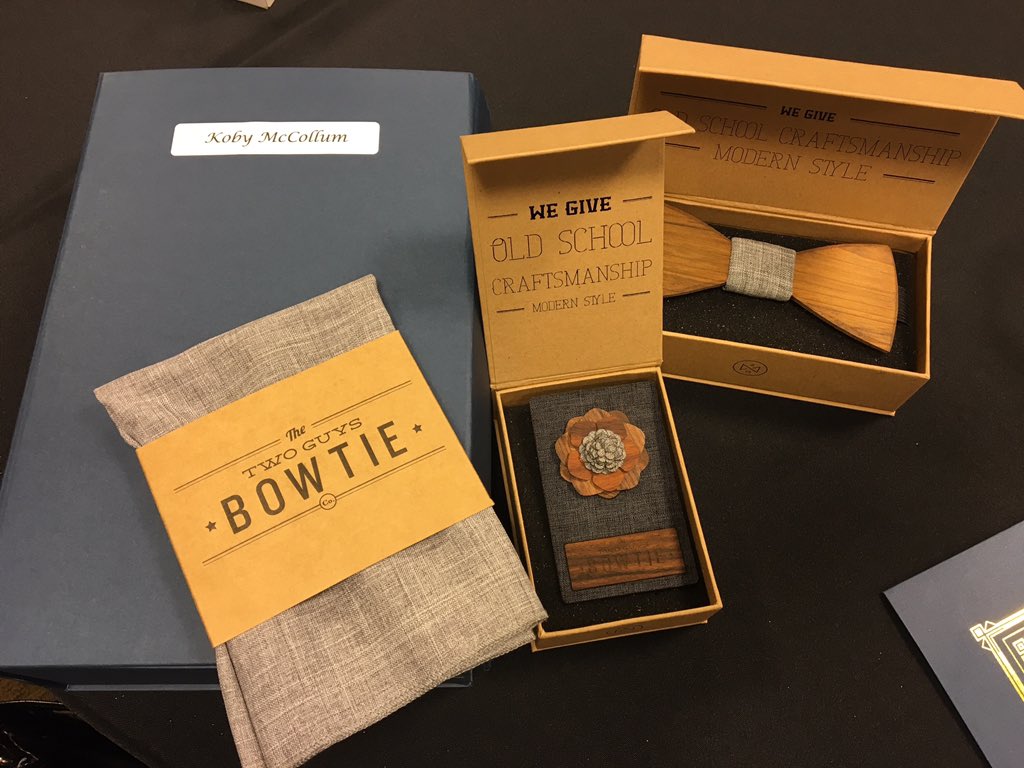 Koby McCollum
The
TWO GUYS
BOWTIE
Co.
WE GIVE
OLD SCHOOL
CRAFTSMANSHIP
MODERN STYLE
BOWTIE
WE GIVE
OLD SCHOOL CRAFTSMANSHIP
MODERN STYLE